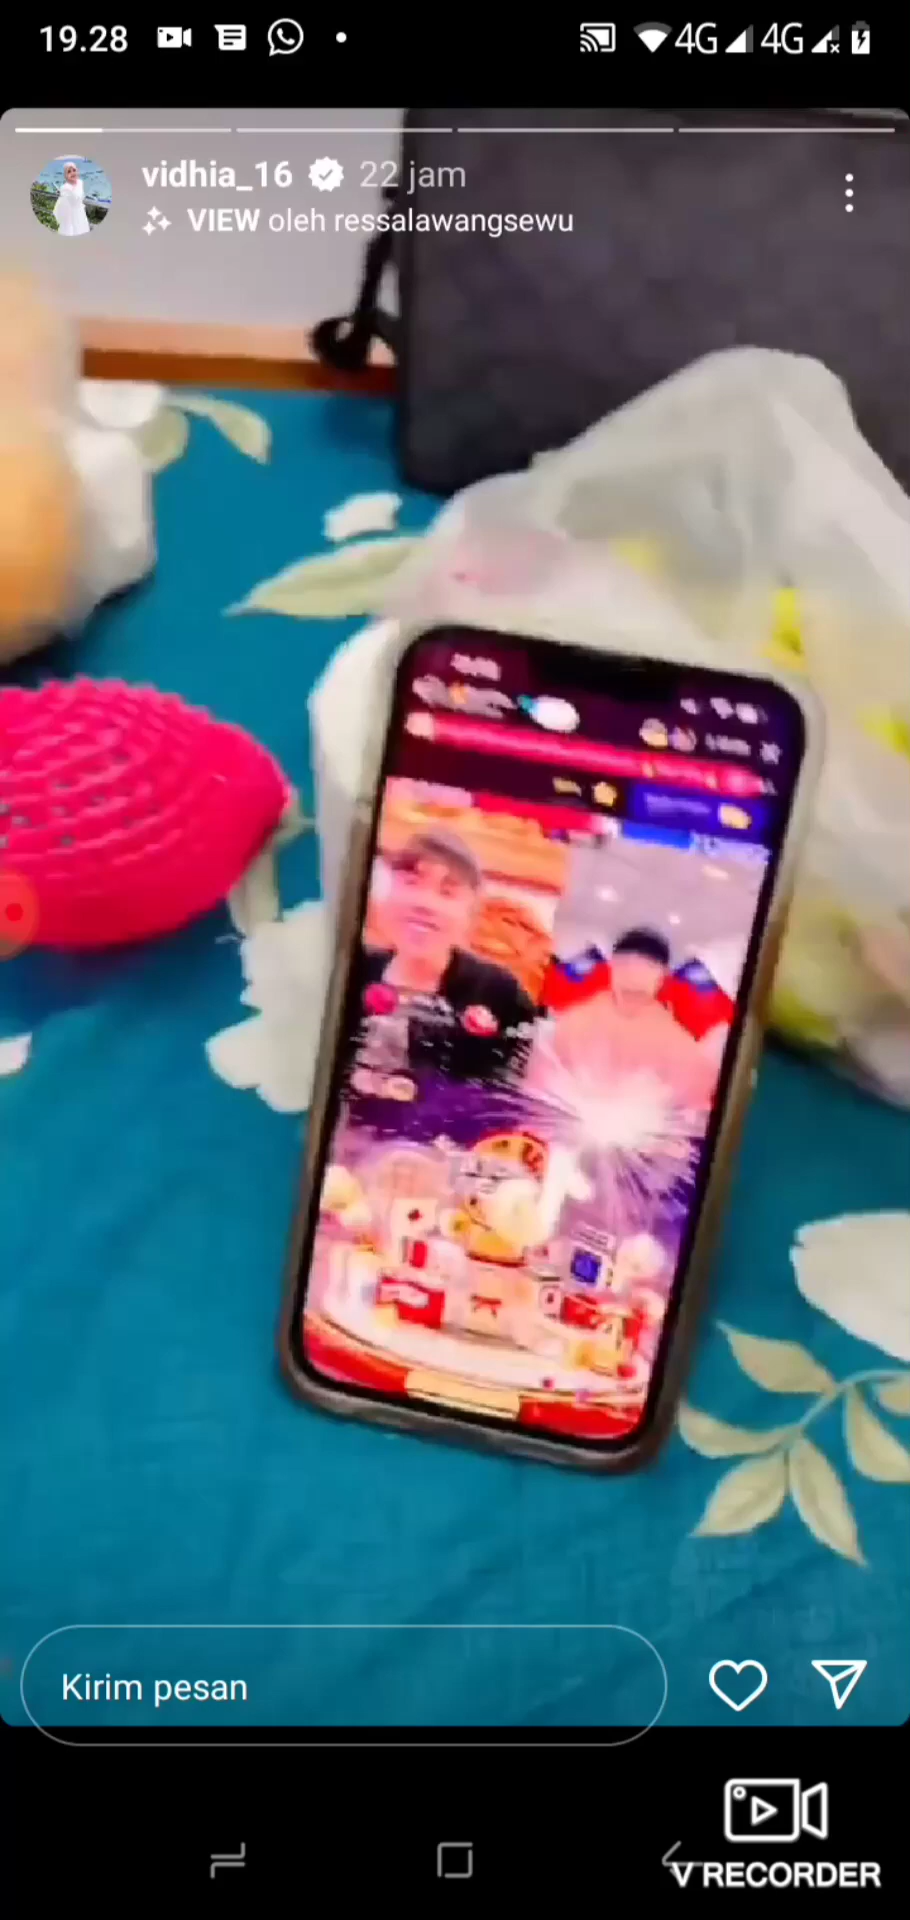 19.28
4G 4G
vidhia_16 22 jam
VIEW oleh ressalawangsewu
Kirim pesan
V RECORDER